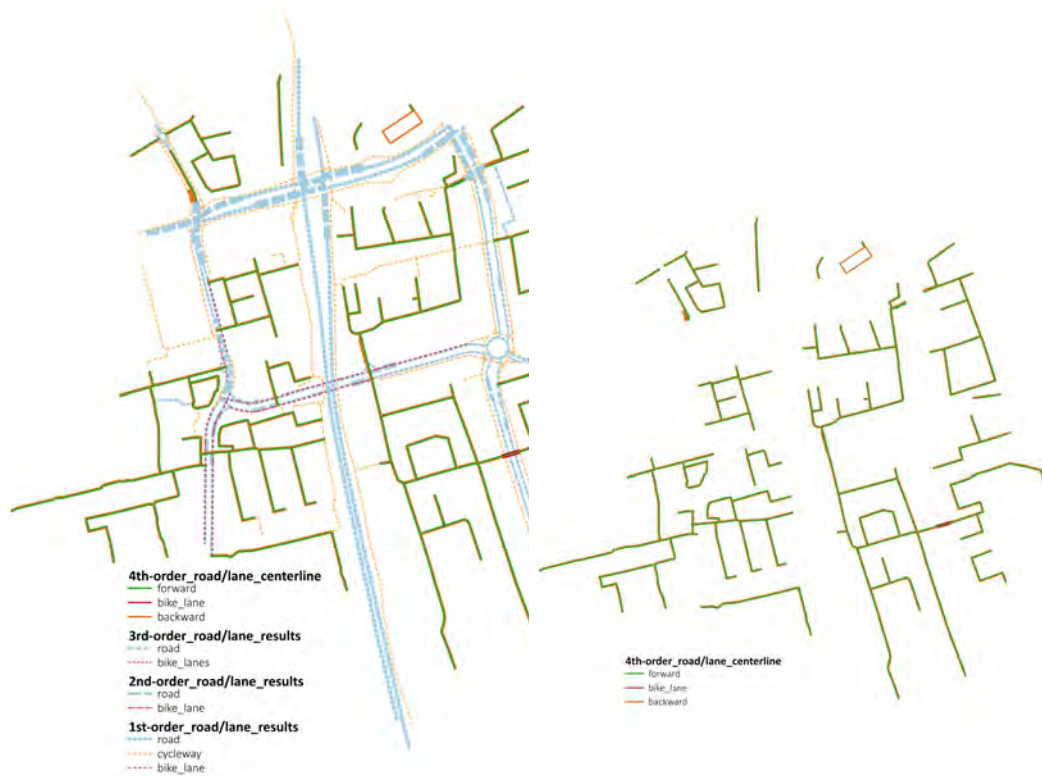 4th-order_road/lane_centerline
forward
bike_lane
backward
3rd-order_road/lane_results
road
bike_lanes
2nd-order_road/lane_results
road
bike_lane
1st-order_road/lane_results
road
cycleway
bike_lane
4th-order_road/lane_centerline
forward
bike_lane
backward